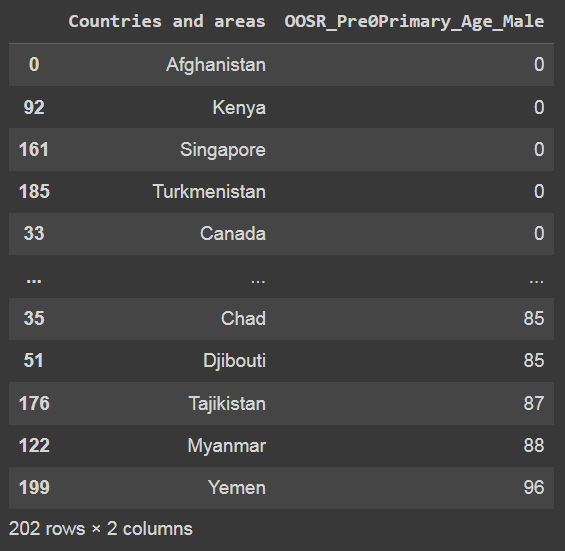 Countries and areas OOSR_Pre0Primary_Age_Male
0 Afghanistan 0
92 Kenya 0
161 Singapore 0
185 Turkmenistan 0
33 Canada 0
... ... ...
35 Chad 85
51 Djibouti 85
176 Tajikistan 87
122 Myanmar 88
199 Yemen 96
202 rows × 2 columns